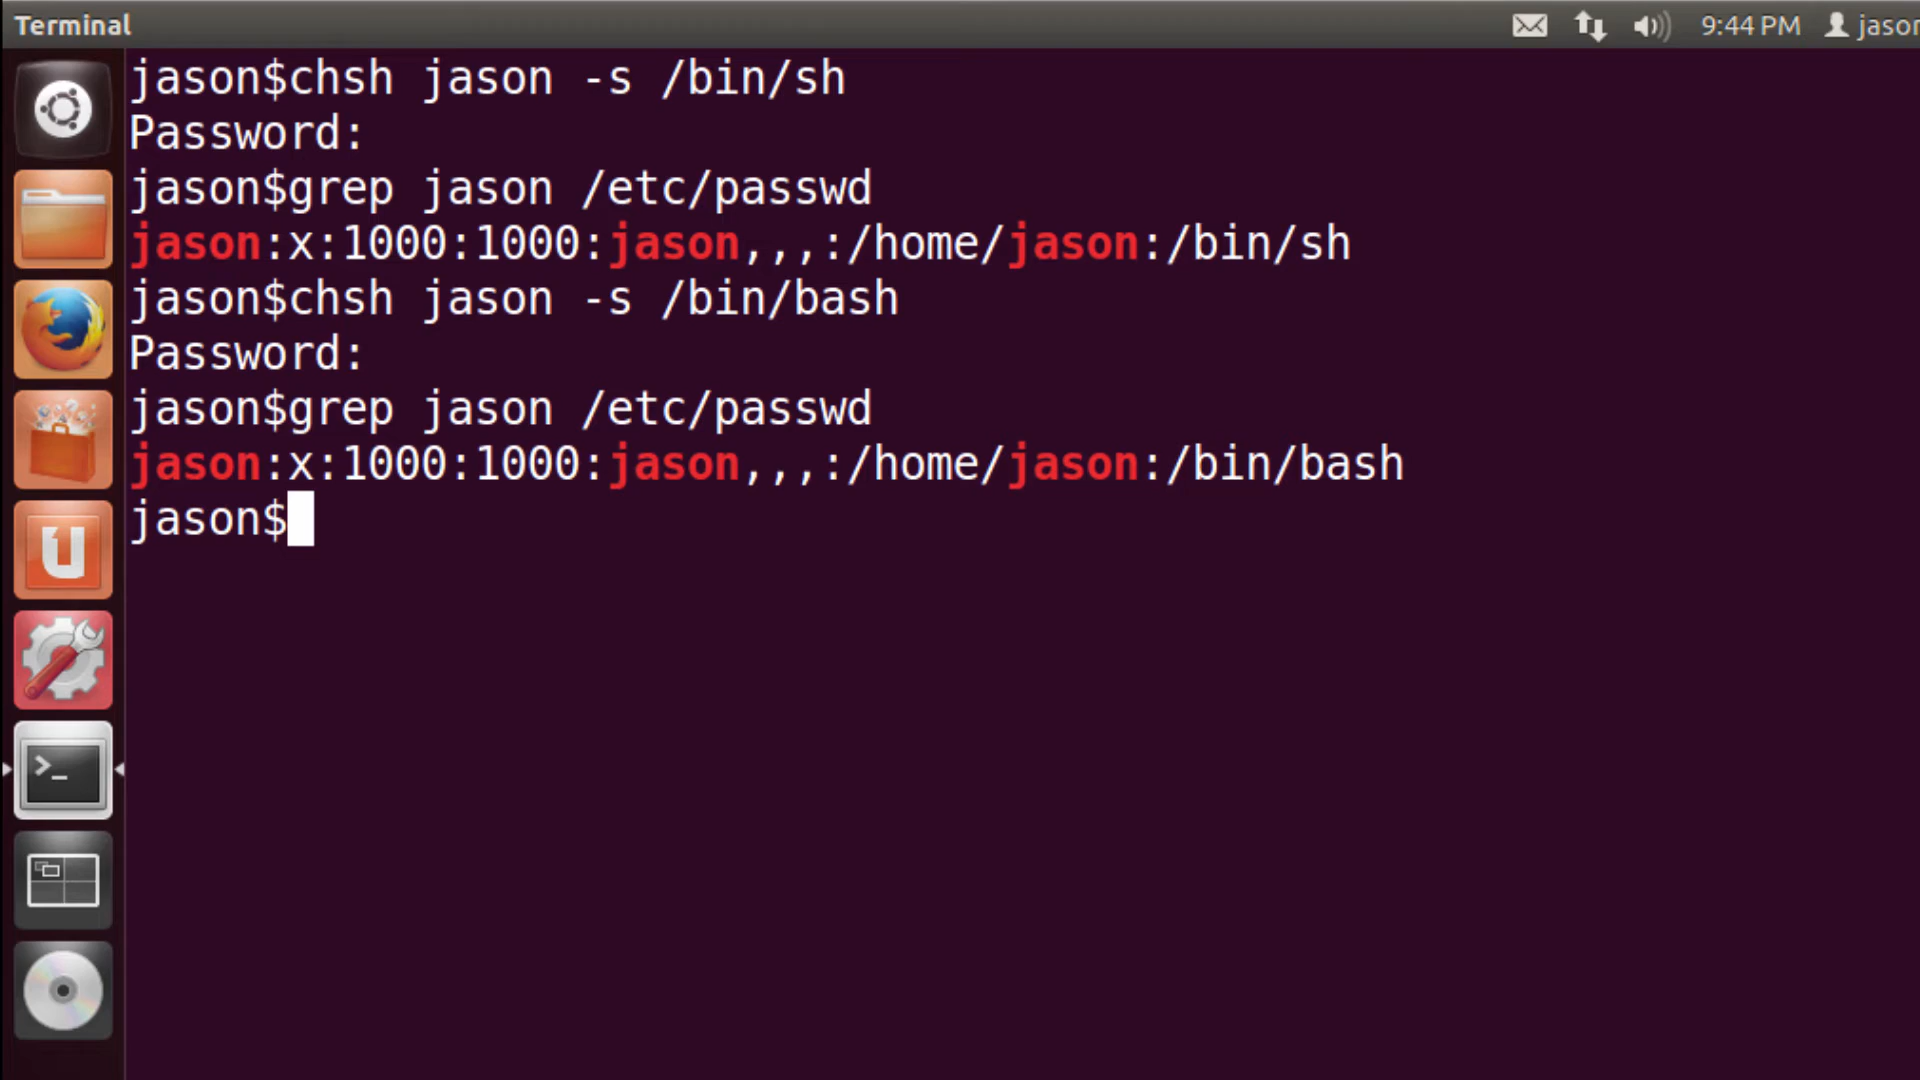 Terminal
9:44 PM
jason
jason$chsh jason -s /bin/sh
Password:
jason$grep jason /etc/passwd
jason:x:1000:1000:jason,,,:/home/jason:/bin/sh
jason$chsh jason -s /bin/bash
Password:
jason$grep jason /etc/passwd
jason:x:1000:1000:jason,,,:/home/jason:/bin/bash
jason$
>_